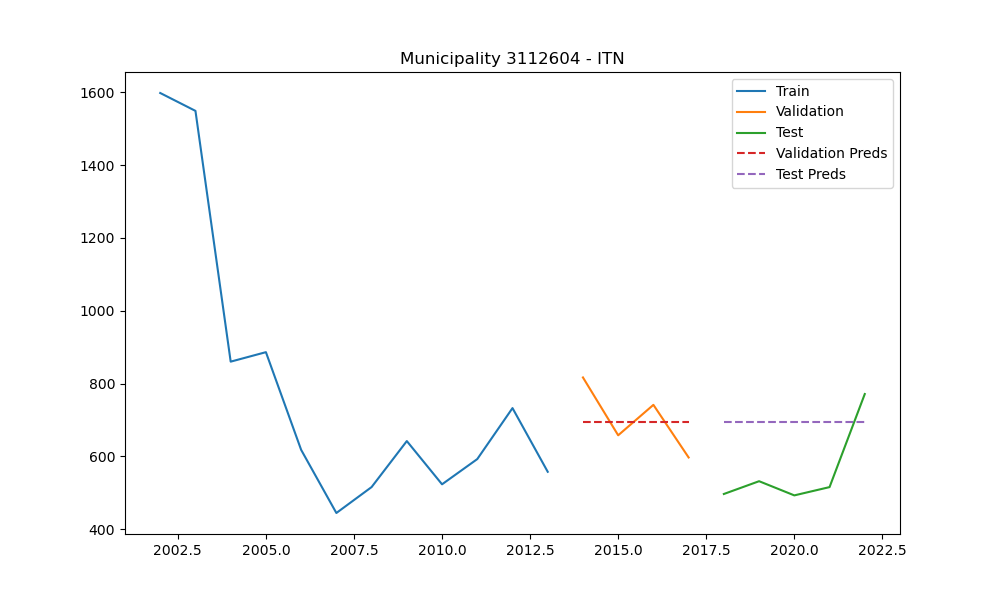 Municipality 3112604 - ITN
Train
Validation
Test
Validation Preds
Test Preds
1600
1400
1200
1000
800
600
400
2002.5 2005.0 2007.5 2010.0 2012.5 2015.0 2017.5 2020.0 2022.5